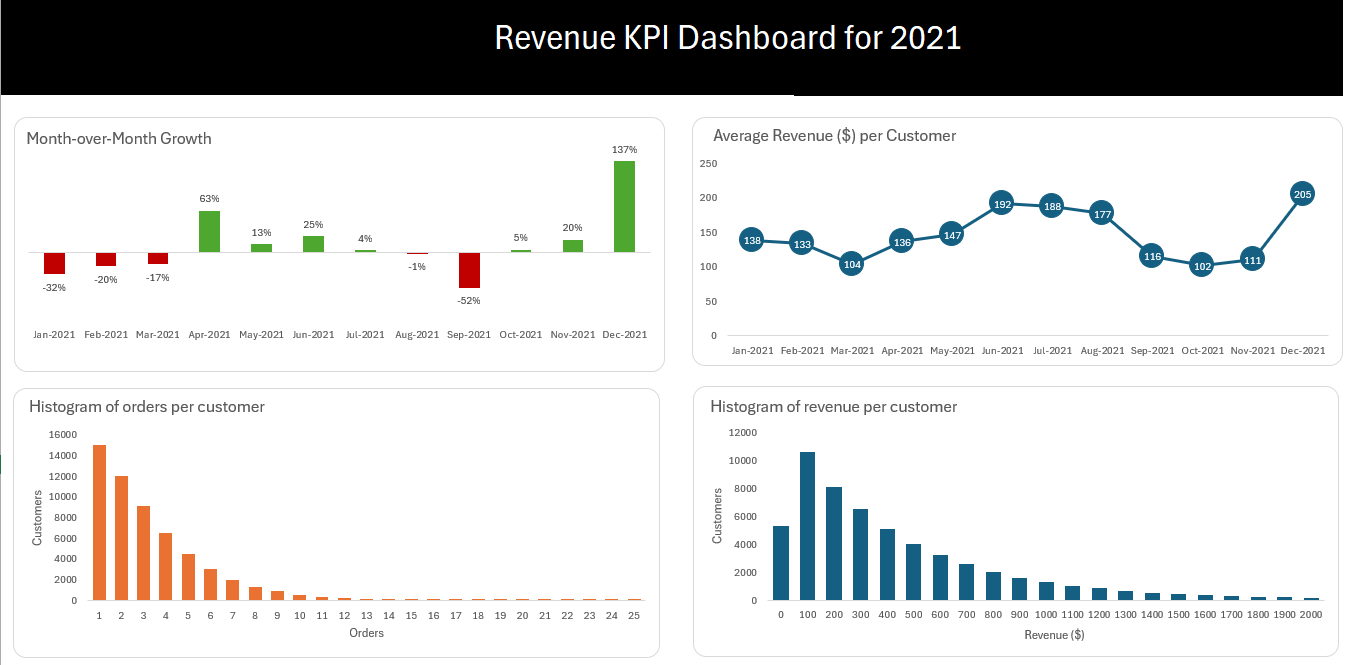 Revenue KPI Dashboard for 2021
Month-over-Month Growth
137%
63%
13%
25%
4%
5%
20%
-32%
-20%
-17%
-1%
-52%
Jan-2021 Feb-2021 Mar-2021 Apr-2021 May-2021 Jun-2021 Jul-2021 Aug-2021 Sep-2021 Oct-2021 Nov-2021 Dec-2021
Average Revenue ($) per Customer
250
200
150
100
50
0
138 133 104 136 147 192 188 177 116 102 111 205
Jan-2021 Feb-2021 Mar-2021 Apr-2021 May-2021 Jun-2021 Jul-2021 Aug-2021 Sep-2021 Oct-2021 Nov-2021 Dec-2021
Histogram of orders per customer
Customers
16000
14000
12000
10000
8000
6000
4000
2000
0
1 2 3 4 5 6 7 8 9 10 11 12 13 14 15 16 17 18 19 20 21 22 23 24 25
Orders
Histogram of revenue per customer
Customers
12000
10000
8000
6000
4000
2000
0
0 100 200 300 400 500 600 700 800 900 1000 1100 1200 1300 1400 1500 1600 1700 1800 1900 2000
Revenue ($)